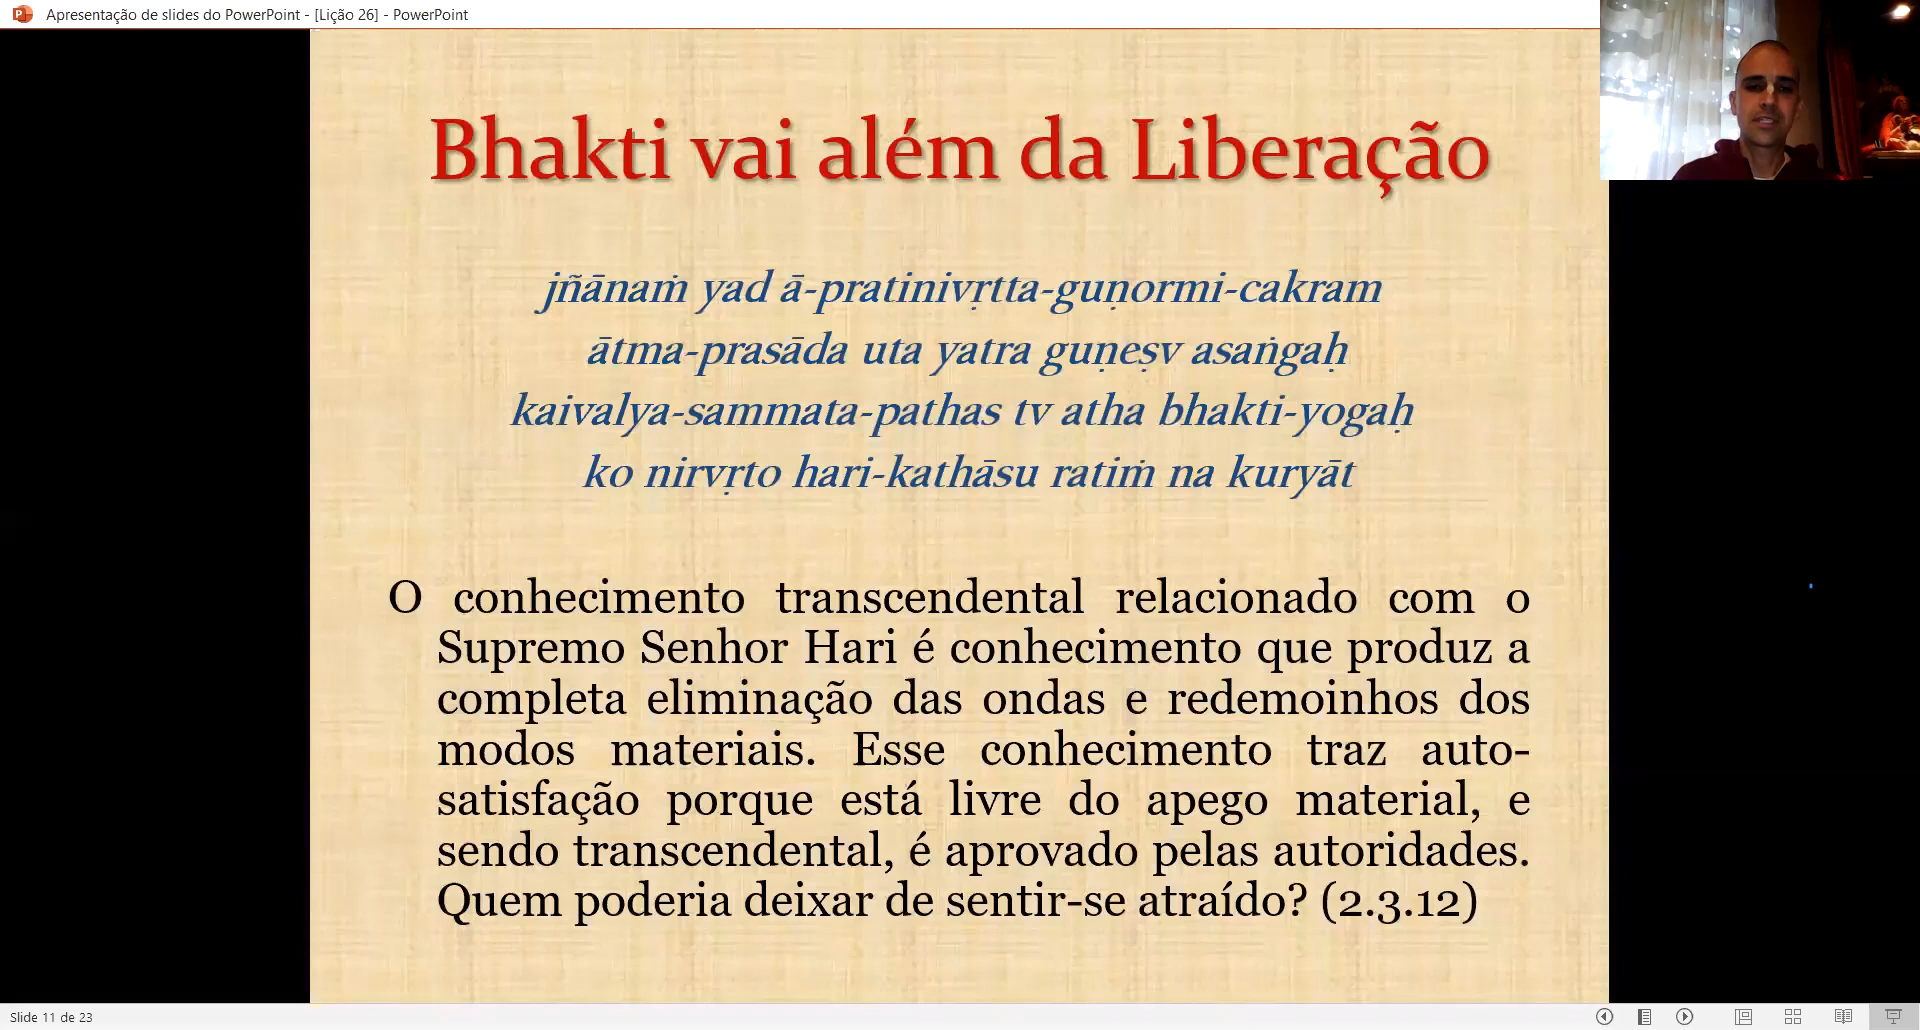 Apresentação de slides do PowerPoint - [Lição 26] - PowerPoint
Bhakti vai além da Liberação
jñānaṁ yad ā-pratinivṛtta-guṇormi-cakram
ātma-prasāda uta yatra guṇeṣv asaṅgaḥ
kaivalya-sammata-pathas tv atha bhakti-yogaḥ
ko nirvṛto hari-kathāsu ratiṁ na kuryāt
O conhecimento transcendental relacionado com o
Supremo Senhor Hari é conhecimento que produz a
completa eliminação das ondas e redemoinhos dos
modos materiais. Esse conhecimento traz auto-
satisfação porque está livre do apego material, e
sendo transcendental, é aprovado pelas autoridades.
Quem poderia deixar de sentir-se atraído? (2.3.12)
Slide 11 de 23